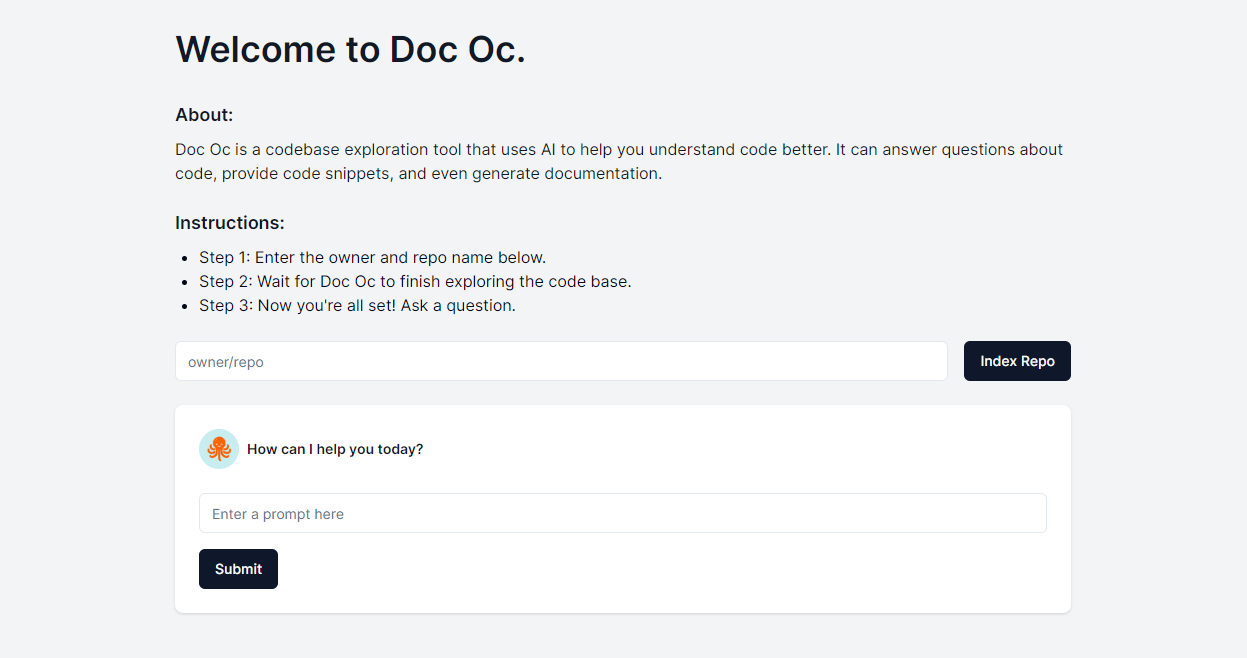 Welcome to Doc Oc.
About:
Doc Oc is a codebase exploration tool that uses AI to help you understand code better. It can answer questions about
code, provide code snippets, and even generate documentation.
Instructions:
• Step 1: Enter the owner and repo name below.
• Step 2: Wait for Doc Oc to finish exploring the code base.
• Step 3: Now you're all set! Ask a question.
owner/repo
Index Repo
How can I help you today?
Enter a prompt here
Submit